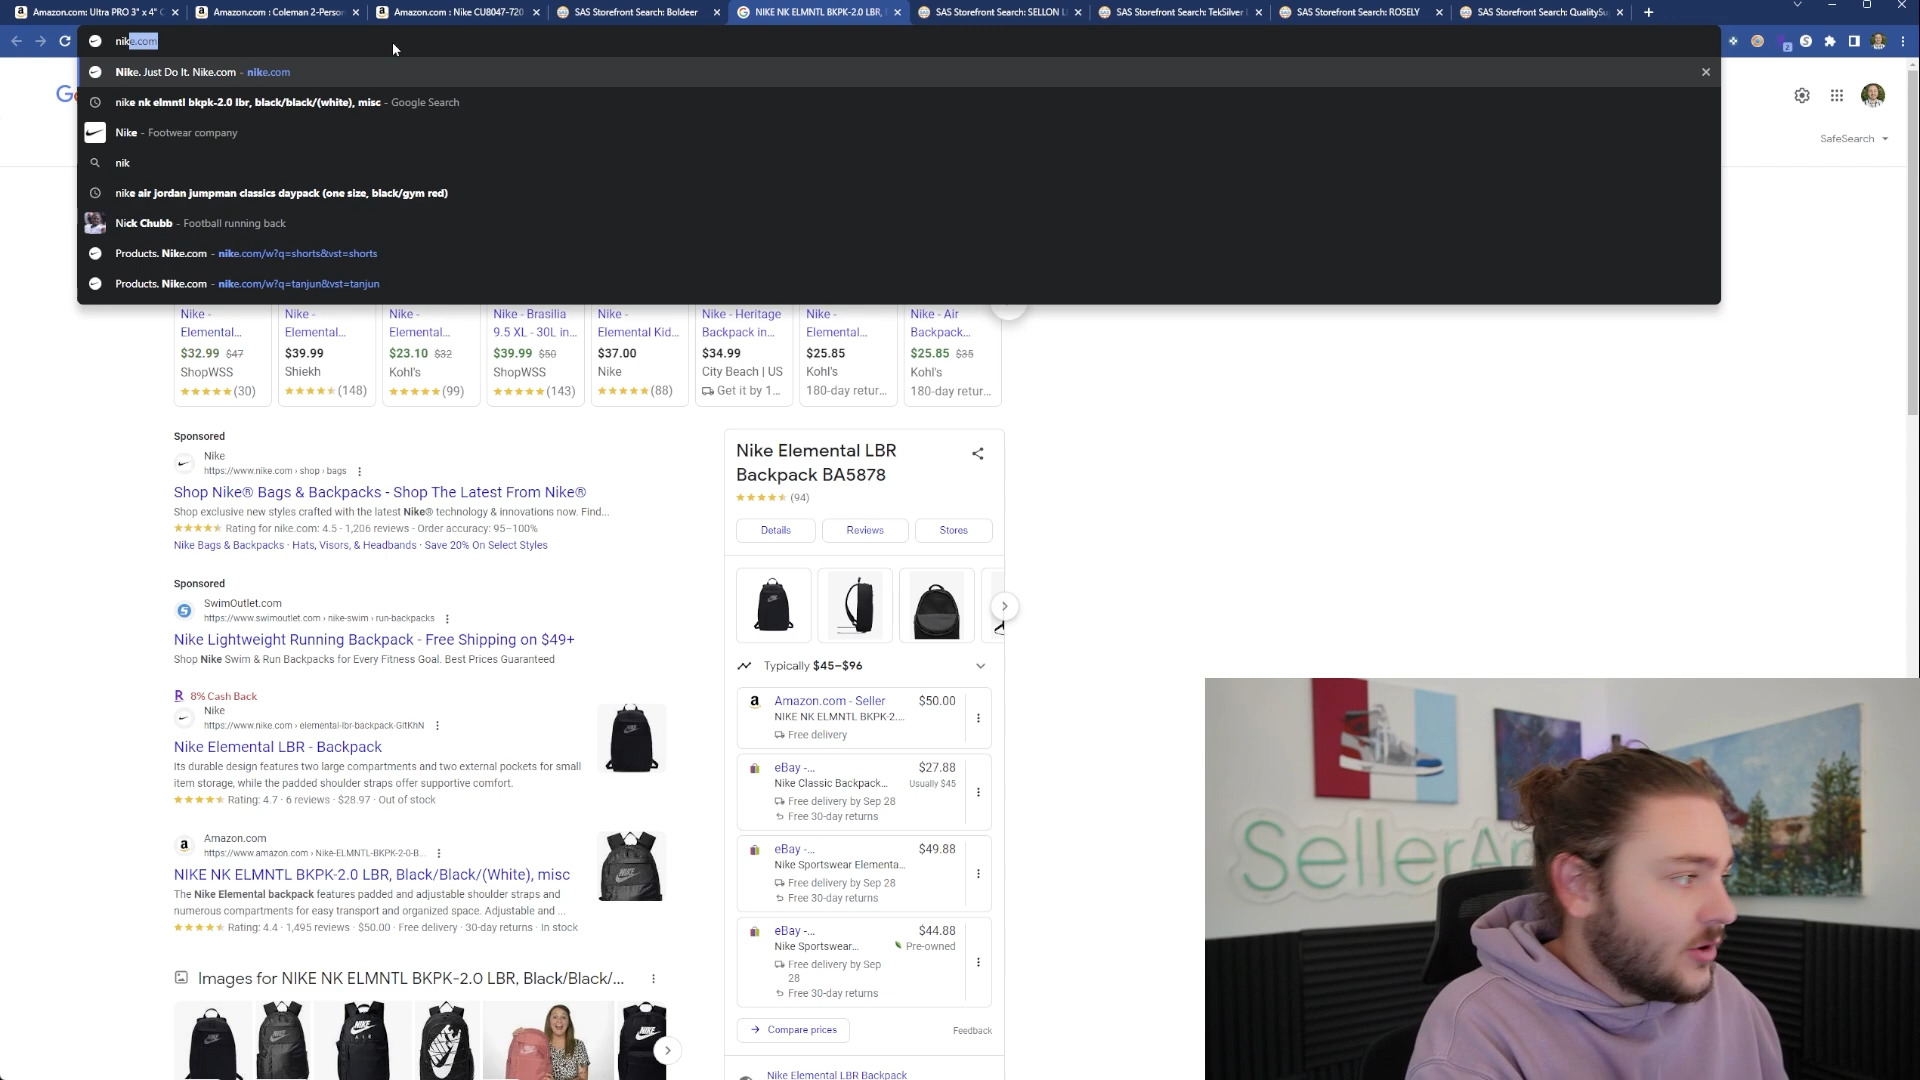 Amazon.com: Ultra PRO 3" x 4" C
Amazon.com : Coleman 2-Person
Amazon.com : Nike CU8047-720
SAS Storefront Search: Boldeer
NIKE NK ELMNTL BKPK-2.0 LBR,
SAS Storefront Search: SELLON L
SAS Storefront Search: TekSilver
SAS Storefront Search: ROSELY
SAS Storefront Search: QualitySu
nike.com
Nike. Just Do It. Nike.com - nike.com
nike nk elmntl bkpk-2.0 lbr, black/black/(white), misc - Google Search
Nike - Footwear company
nik
nike air jordan jumpman classics daypack (one size, black/gym red)
Nick Chubb - Football running back
Products. Nike.com - nike.com/w?q=shorts&vst=shorts
Products. Nike.com - nike.com/w?q=tanjun&vst=tanjun
SafeSearch
Nike -
Elemental...
$32.99 $47
ShopWSS
(30)
Nike -
Elemental...
$39.99
Shiekh
(148)
Nike -
Elemental...
$23.10 $32
Kohl's
(99)
Nike - Brasilia
9.5 XL - 30L in...
$39.99 $50
ShopWSS
(143)
Nike -
Elemental Kid...
$37.00
Nike
(88)
Nike - Heritage
Backpack in...
$34.99
City Beach | US
Get it by 1...
Nike -
Elemental...
$25.85
Kohl's
180-day retur...
Nike - Air
Backpack...
$25.85 $35
Kohl's
180-day retur...
Sponsored
Nike
https://www.nike.com › shop › bags
Shop Nike® Bags & Backpacks - Shop The Latest From Nike®
Shop exclusive new styles crafted with the latest Nike® technology & innovations now. Find...
Rating for nike.com: 4.5 - 1,206 reviews - Order accuracy: 95–100%
Nike Bags & Backpacks · Hats, Visors, & Headbands · Save 20% On Select Styles
Sponsored
SwimOutlet.com
https://www.swimoutlet.com › nike-swim › run-backpacks
Nike Lightweight Running Backpack - Free Shipping on $49+
Shop Nike Swim & Run Backpacks for Every Fitness Goal. Best Prices Guaranteed
R 8% Cash Back
Nike
https://www.nike.com › elemental-lbr-backpack-GltKhN
Nike Elemental LBR - Backpack
Its durable design features two large compartments and two external pockets for small
item storage, while the padded shoulder straps offer supportive comfort.
Rating: 4.7 · 6 reviews · $28.97 · Out of stock
Amazon.com
https://www.amazon.com › Nike-ELMNTL-BKPK-2-0-B...
NIKE NK ELMNTL BKPK-2.0 LBR, Black/Black/(White), misc
The Nike Elemental backpack features padded and adjustable shoulder straps and
numerous compartments for easy transport and organized space. Adjustable and ...
Rating: 4.4 · 1,495 reviews · $50.00 · Free delivery · 30-day returns · In stock
Images for NIKE NK ELMNTL BKPK-2.0 LBR, Black/Black/...
Nike Elemental LBR
Backpack BA5878
(94)
Details
Reviews
Stores
Typically $45–$96
Amazon.com - Seller $50.00
NIKE NK ELMNTL BKPK-2....
Free delivery
eBay -... $27.88
Nike Classic Backpack... Usually $45
Free delivery by Sep 28
Free 30-day returns
eBay -... $49.88
Nike Sportswear Elementa...
Free delivery by Sep 28
Free 30-day returns
eBay -... $44.88
Nike Sportswear... Pre-owned
Free delivery by Sep
28
Free 30-day returns
Compare prices
Feedback
Nike Elemental LBR Backpack